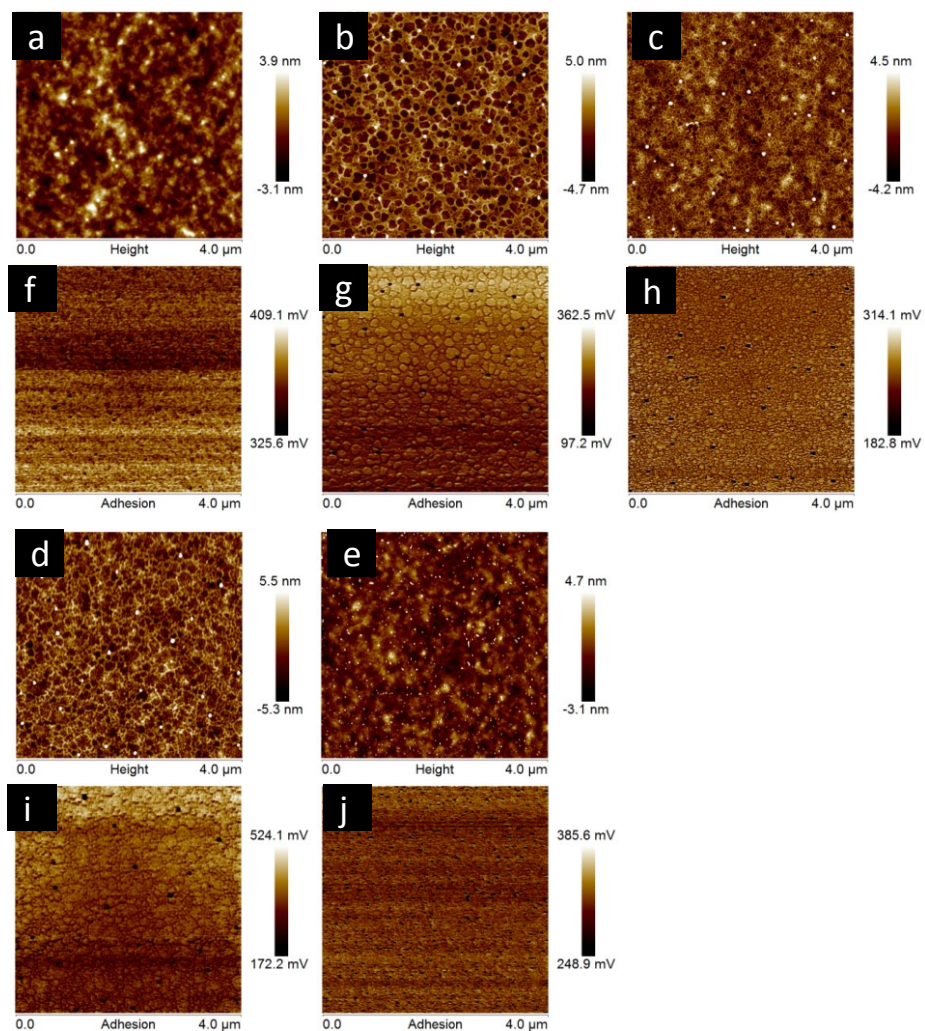 a
b
c
3.9 nm
-3.1 nm
5.0 nm
-4.7 nm
4.5 nm
-4.2 nm
0.0 Height 4.0 µm
0.0 Height 4.0 µm
0.0 Height 4.0 µm
f
g
h
409.1 mV
325.6 mV
362.5 mV
97.2 mV
314.1 mV
182.8 mV
0.0 Adhesion 4.0 µm
0.0 Adhesion 4.0 µm
0.0 Adhesion 4.0 µm
d
e
5.5 nm
-5.3 nm
4.7 nm
-3.1 nm
0.0 Height 4.0 µm
0.0 Height 4.0 µm
i
j
524.1 mV
172.2 mV
385.6 mV
248.9 mV
0.0 Adhesion 4.0 µm
0.0 Adhesion 4.0 µm